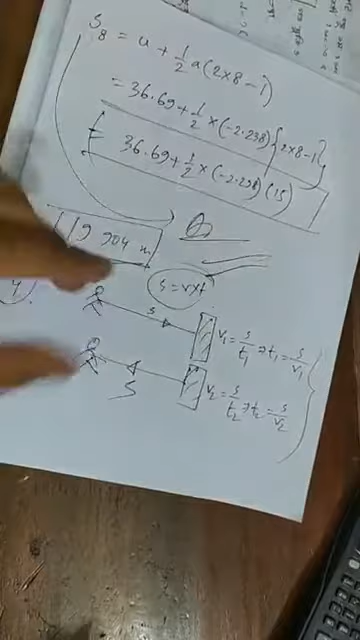 S₈ = u + 1/2 a(2×8-1)
= 36.69 + 1/2 × (-2.238){2×8-1}
= 36.69 + 1/2 × (-2.238)(15)
19.904 m
S = v×t
S
V₁ = s/t₁ ⇒ t₁ = s/v₁
S
V₂ = s/t₂ ⇒ t₂ = s/v₂